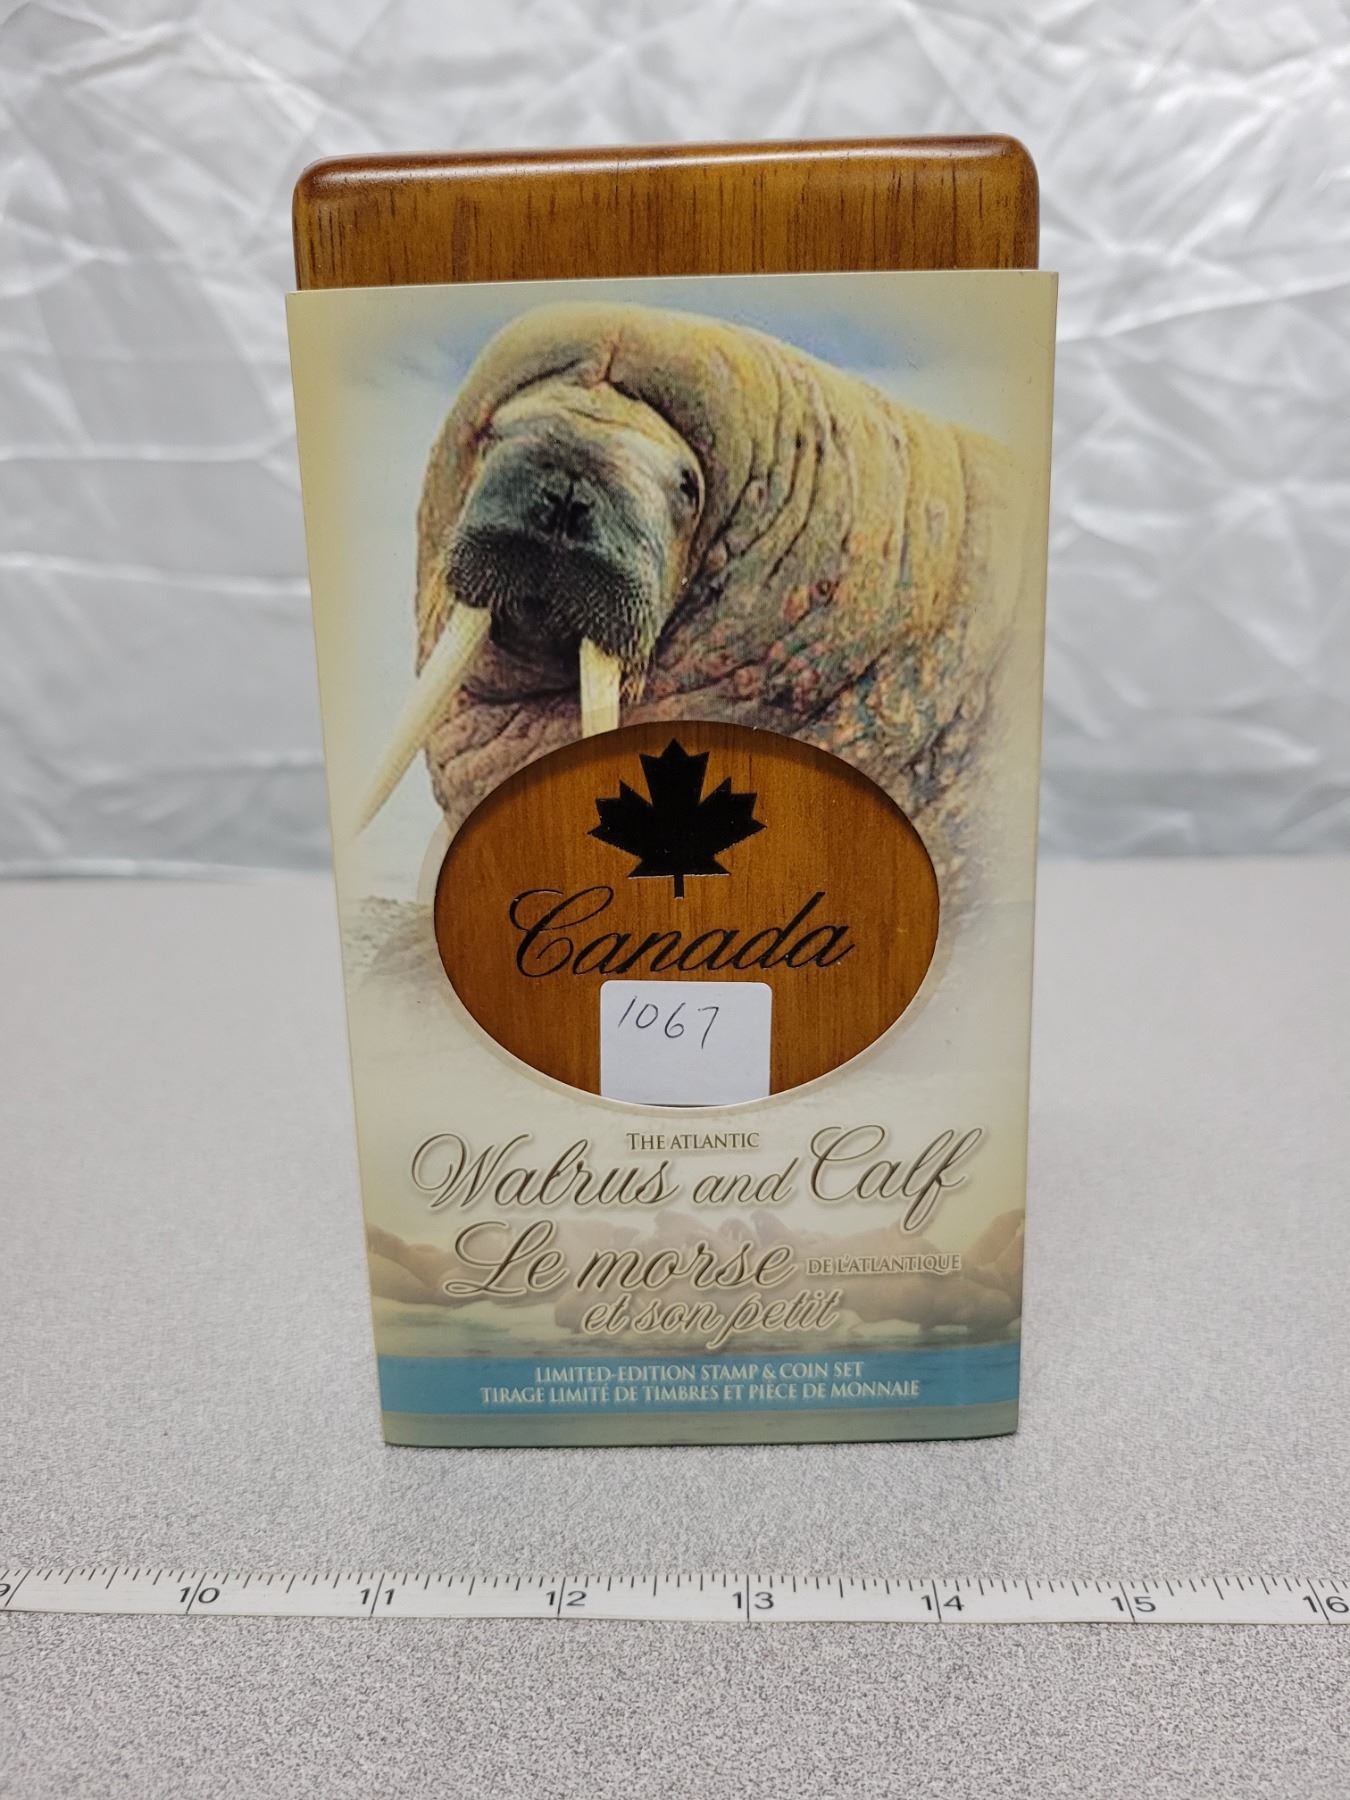 Canada
1067
THE ATLANTIC
Walrus and Calf
Le morse DE L'ATLANTIQUE
et son petit
LIMITED-EDITION STAMP & COIN SET
TIRAGE LIMITÉ DE TIMBRES ET PIÈCE DE MONNAIE
9 10 11 12 13 14 15 16